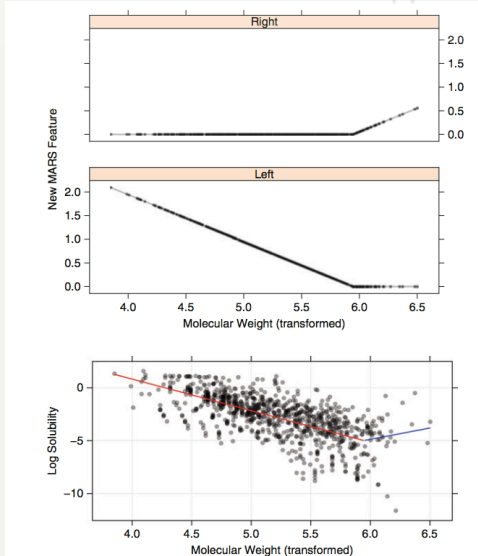 Right
2.0
1.5
1.0
0.5
0.0
New MARS Feature
Left
2.0
1.5
1.0
0.5
0.0
4.0 4.5 5.0 5.5 6.0 6.5
Molecular Weight (transformed)
Log Solubility
0
−5
−10
4.0 4.5 5.0 5.5 6.0 6.5
Molecular Weight (transformed)